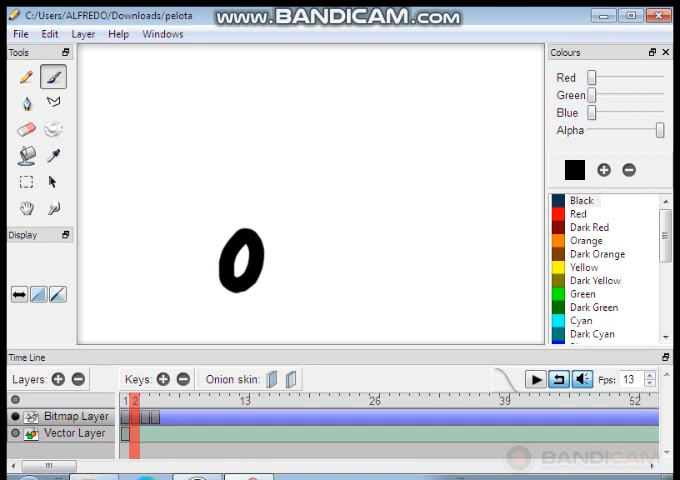 C:/Users/ALFREDO/Downloads/pelota
www.BANDICAM.com
File Edit Layer Help Windows
Tools
Colours
Red
Green
Blue
Alpha
Black
Red
Dark Red
Orange
Dark Orange
Yellow
Dark Yellow
Green
Dark Green
Cyan
Dark Cyan
Display
0
Time Line
Layers: Keys: Onion skin: Fps: 13
1 2 13 26 39 52
Bitmap Layer
Vector Layer
BANDICAM